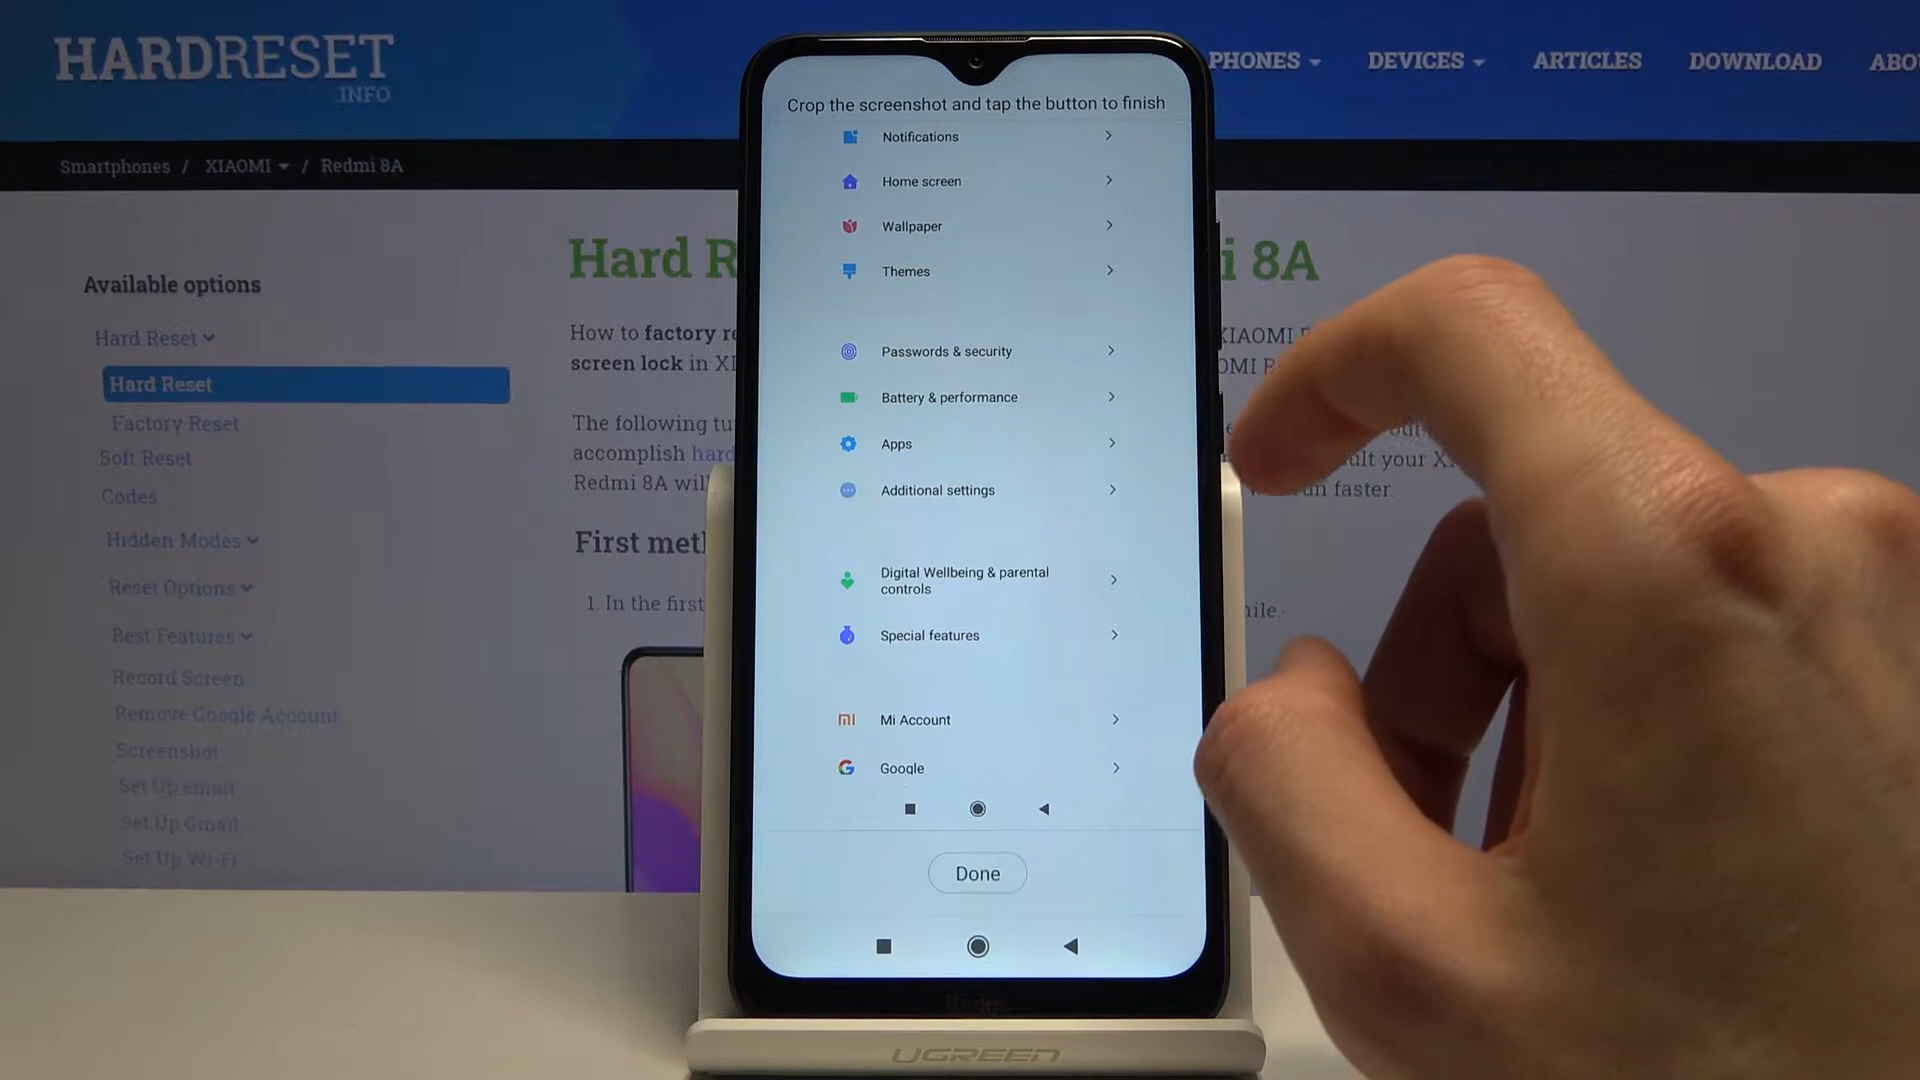 HARDRESET
.INFO
PHONES
DEVICES
ARTICLES
DOWNLOAD
Smartphones / XIAOMI / Redmi 8A
Available options
Hard Reset
Hard Reset
Factory Reset
Soft Reset
Codes
Hidden Modes
Reset Options
Best Features
Record Screen
Remove Google Account
Screenshot
Set Up email
Set Up Gmail
Set Up Wi-Fi
Hard R
i 8A
How to factory re
XIAOMI
screen lock in XI
The following tu
accomplish hard
Redmi 8A will
run faster.
First met
1. In the first
Crop the screenshot and tap the button to finish
Notifications
Home screen
Wallpaper
Themes
Passwords & security
Battery & performance
Apps
Additional settings
Digital Wellbeing & parental
controls
Special features
Mi Account
Google
Done
Redmi
UGREEN